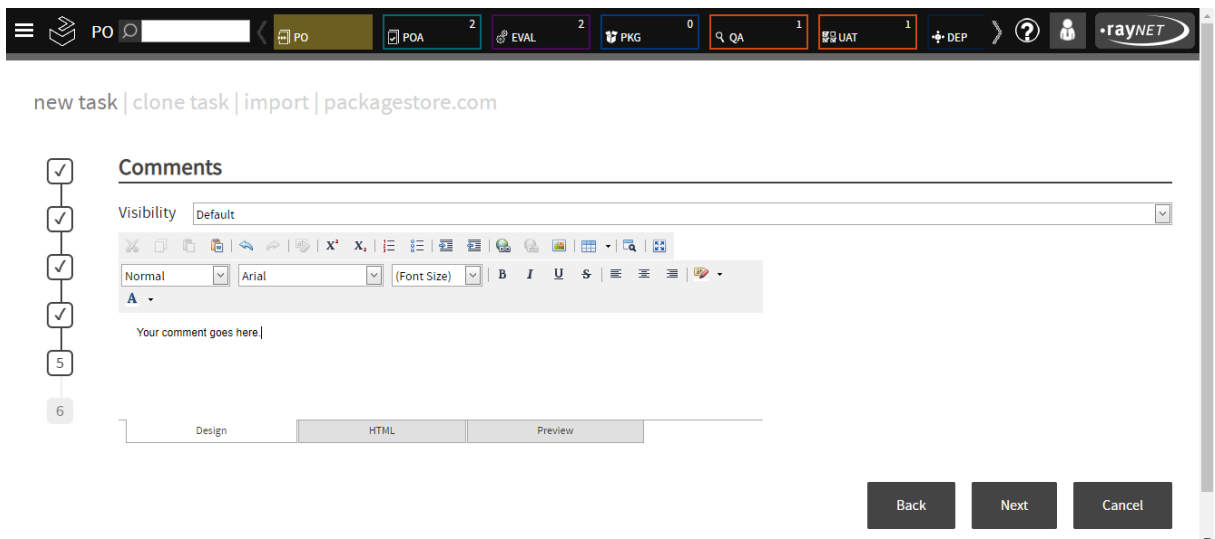 PO
PO
POA 2
EVAL 2
PKG 0
QA 1
UAT 1
DEP
?
•rayNET
new task | clone task | import | packagestore.com
Comments
Visibility Default
X² X₂
Normal Arial (Font Size) B I U S
A
Your comment goes here.
5
6
Design HTML Preview
Back Next Cancel